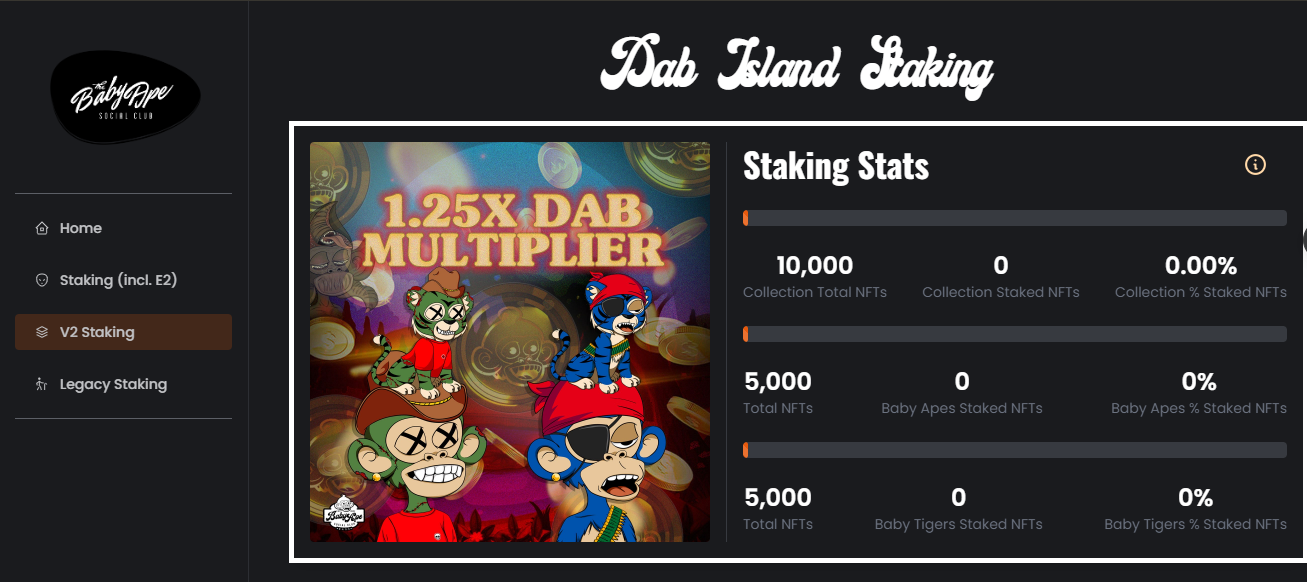 the
BabyApe
SOCIAL CLUB
Home
Staking (incl. E2)
V2 Staking
Legacy Staking
Dab Island Staking
1.25X DAB
MULTIPLIER
BabyApe
Staking Stats
10,000 0 0.00%
Collection Total NFTs Collection Staked NFTs Collection % Staked NFTs
5,000 0 0%
Total NFTs Baby Apes Staked NFTs Baby Apes % Staked NFTs
5,000 0 0%
Total NFTs Baby Tigers Staked NFTs Baby Tigers % Staked NFTs